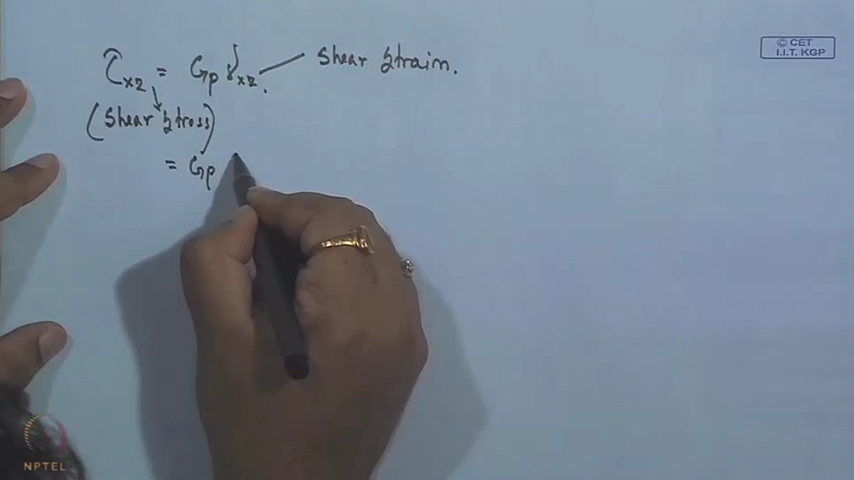 τxz = Gp γxz. Shear strain.
(Shear stress)
= Gp
© CET
I.I.T. KGP
NPTEL